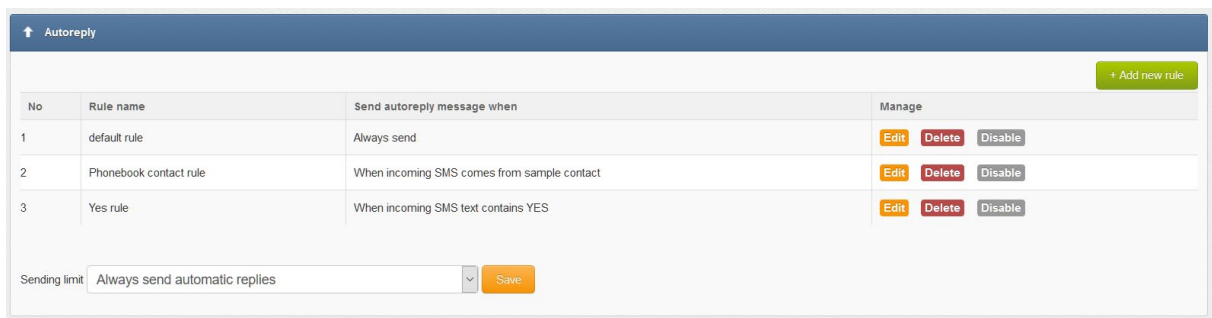 Autoreply
+ Add new rule
No Rule name Send autoreply message when Manage
1 default rule Always send Edit Delete Disable
2 Phonebook contact rule When incoming SMS comes from sample contact Edit Delete Disable
3 Yes rule When incoming SMS text contains YES Edit Delete Disable
Sending limit Always send automatic replies Save